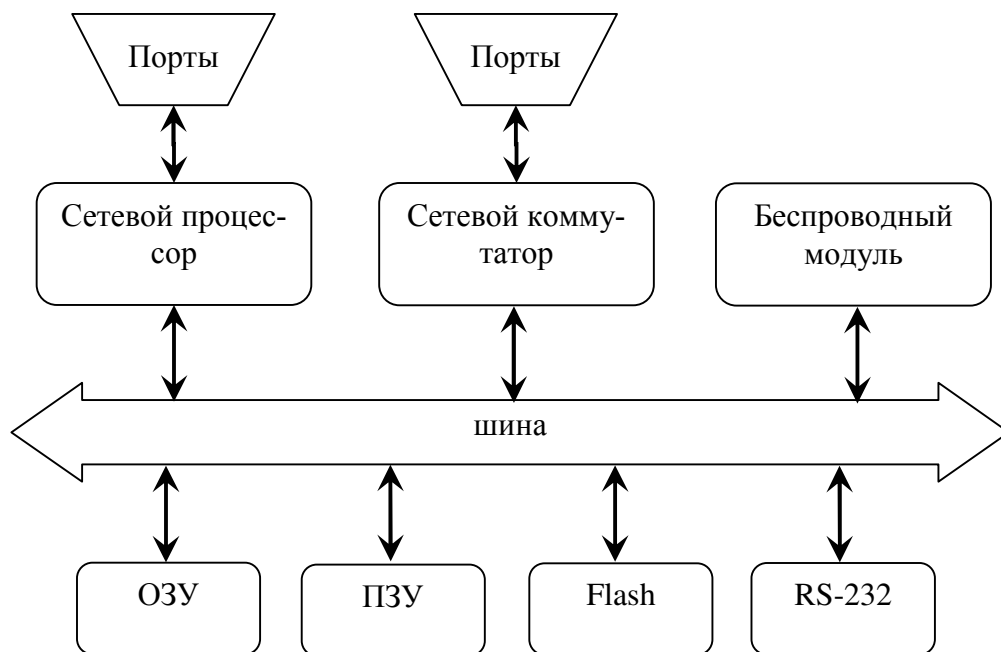 Порты
Порты
Сетевой процес-
сор
Сетевой комму-
татор
Беспроводный
модуль
шина
ОЗУ
ПЗУ
Flash
RS-232